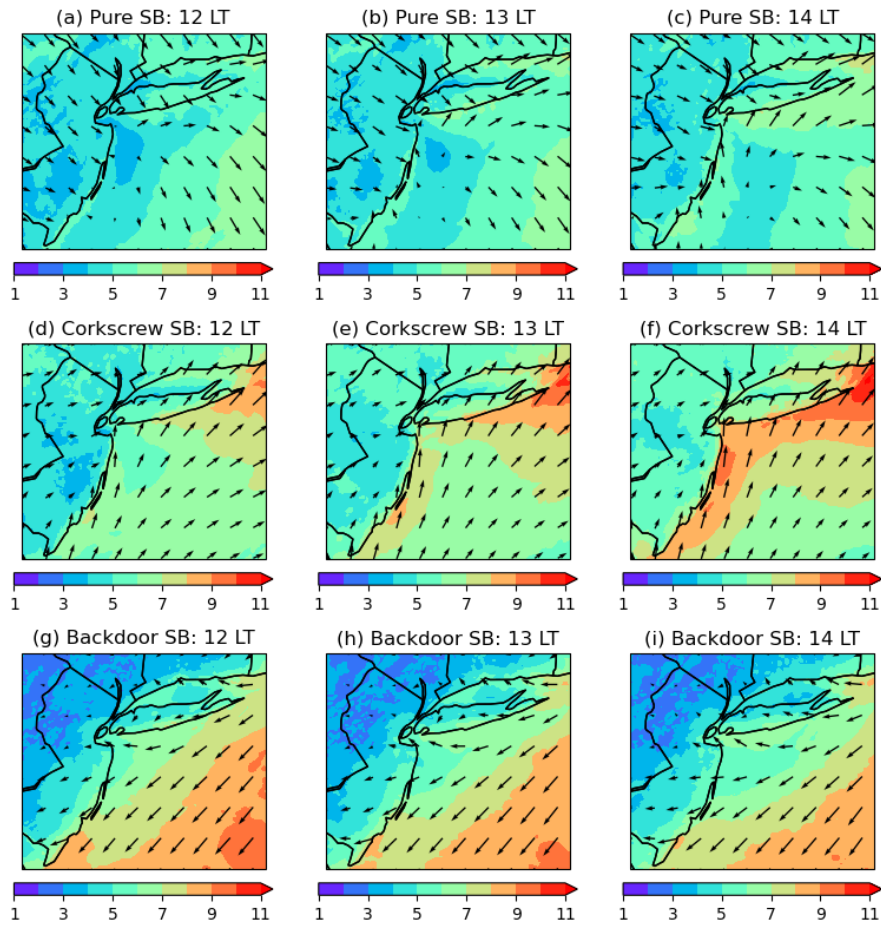 (a) Pure SB: 12 LT (b) Pure SB: 13 LT (c) Pure SB: 14 LT
1 3 5 7 9 11 1 3 5 7 9 11 1 3 5 7 9 11
(d) Corkscrew SB: 12 LT (e) Corkscrew SB: 13 LT (f) Corkscrew SB: 14 LT
1 3 5 7 9 11 1 3 5 7 9 11 1 3 5 7 9 11
(g) Backdoor SB: 12 LT (h) Backdoor SB: 13 LT (i) Backdoor SB: 14 LT
1 3 5 7 9 11 1 3 5 7 9 11 1 3 5 7 9 11